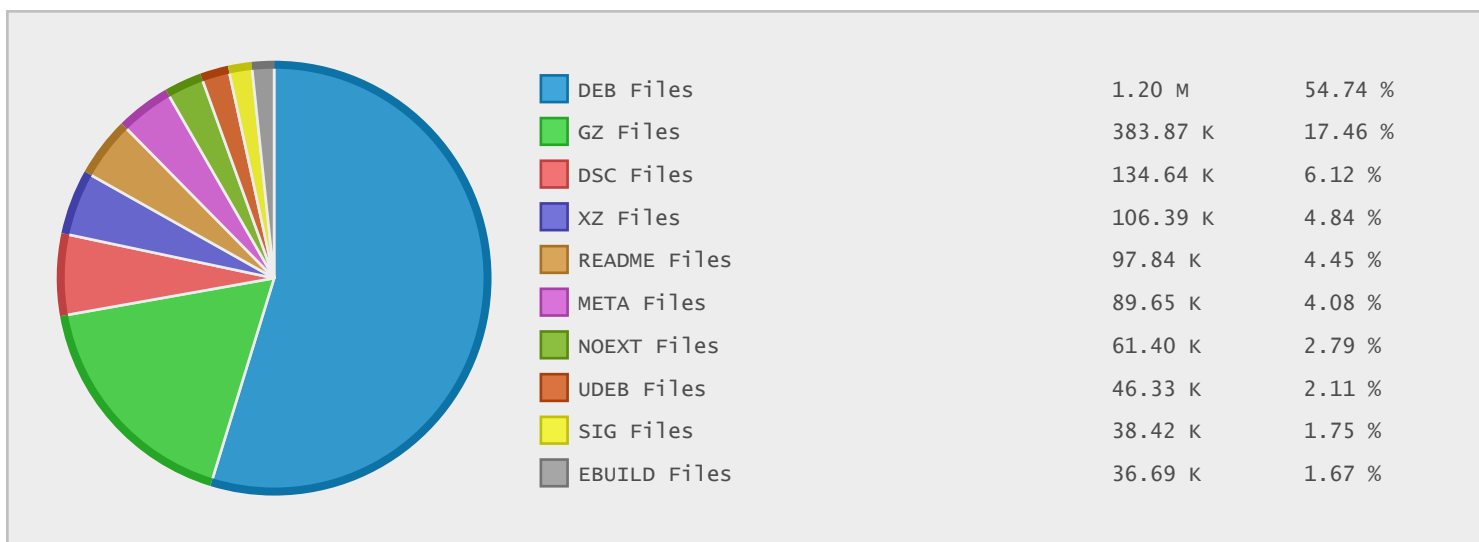 DEB Files 1.20 M 54.74 %
GZ Files 383.87 K 17.46 %
DSC Files 134.64 K 6.12 %
XZ Files 106.39 K 4.84 %
README Files 97.84 K 4.45 %
META Files 89.65 K 4.08 %
NOEXT Files 61.40 K 2.79 %
UDEB Files 46.33 K 2.11 %
SIG Files 38.42 K 1.75 %
EBUILD Files 36.69 K 1.67 %